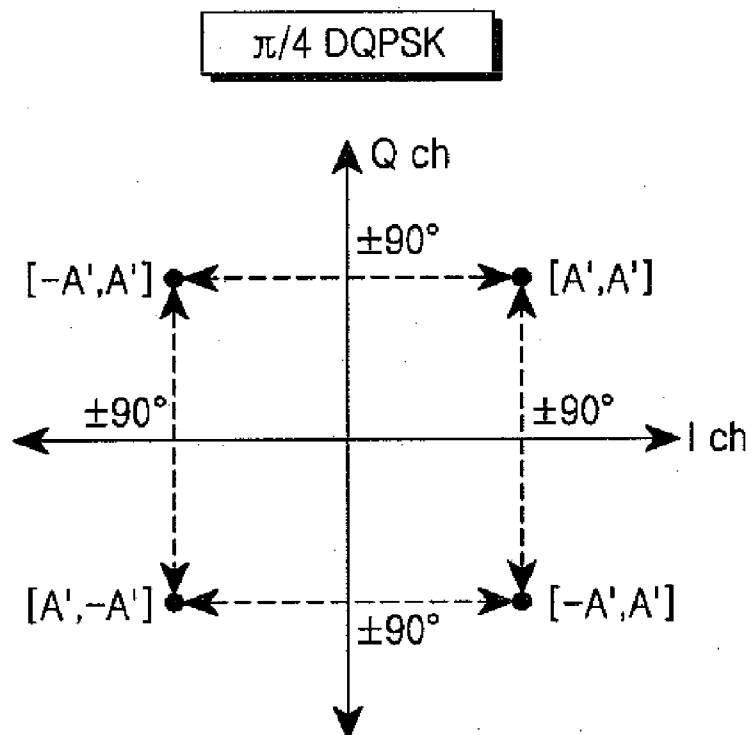 π/4 DQPSK
Q ch
±90°
[-A',A']
[A',A']
±90°
±90°
I ch
[A',-A']
[-A',A']
±90°